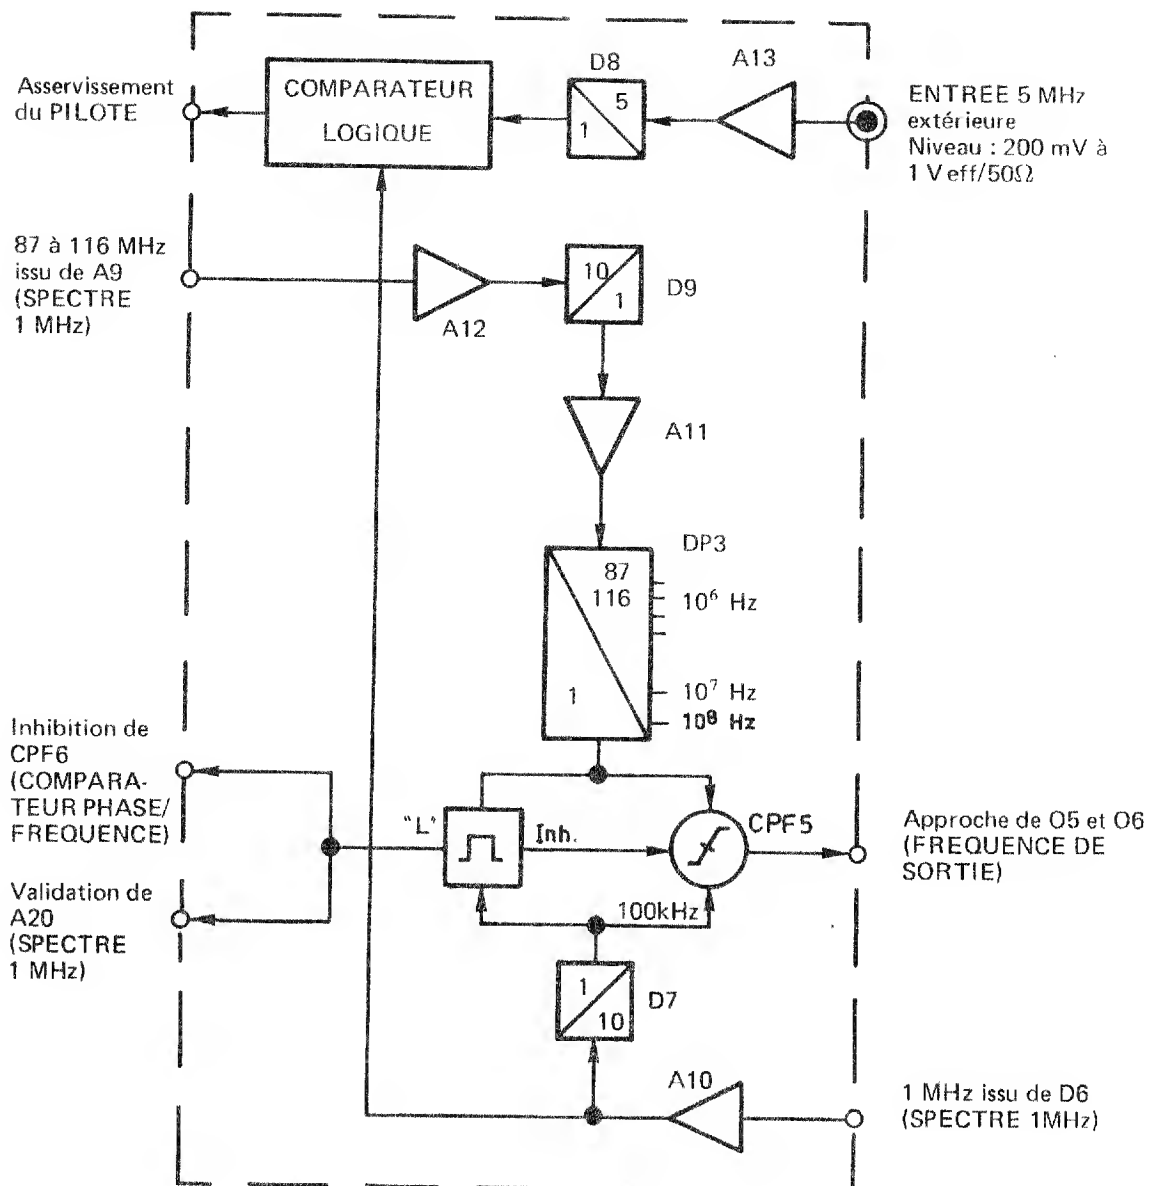 Asservissement
du PILOTE
COMPARATEUR
LOGIQUE
D8
5
1
A13
ENTREE 5 MHz
extérieure
Niveau : 200 mV à
1 V eff/50Ω
87 à 116 MHz
issu de A9
(SPECTRE
1 MHz)
A12
10
1
D9
A11
DP3
87
116
1
10⁶ Hz
10⁷ Hz
10⁸ Hz
Inhibition de
CPF6
(COMPARA-
TEUR PHASE/
FREQUENCE)
"L"
Inh.
CPF5
Approche de O5 et O6
(FREQUENCE DE
SORTIE)
Validation de
A20
(SPECTRE
1 MHz)
100kHz
1
10
D7
A10
1 MHz issu de D6
(SPECTRE 1MHz)